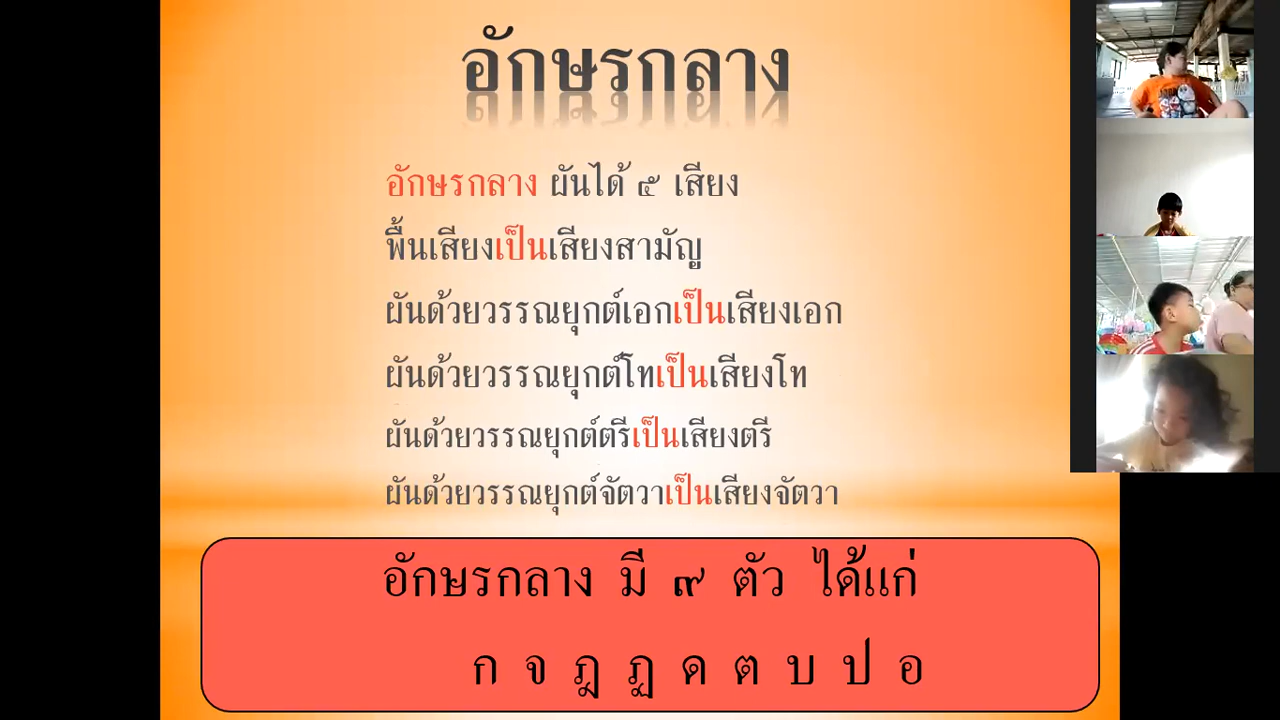 อักษรกลาง
อักษรกลาง ผันได้ ๕ เสียง
พื้นเสียงเป็นเสียงสามัญ
ผันด้วยวรรณยุกต์เอกเป็นเสียงเอก
ผันด้วยวรรณยุกต์โทเป็นเสียงโท
ผันด้วยวรรณยุกต์ตรีเป็นเสียงตรี
ผันด้วยวรรณยุกต์จัตวาเป็นเสียงจัตวา
อักษรกลาง มี ๙ ตัว ได้แก่
ก จ ฎ ฏ ด ต บ ป อ